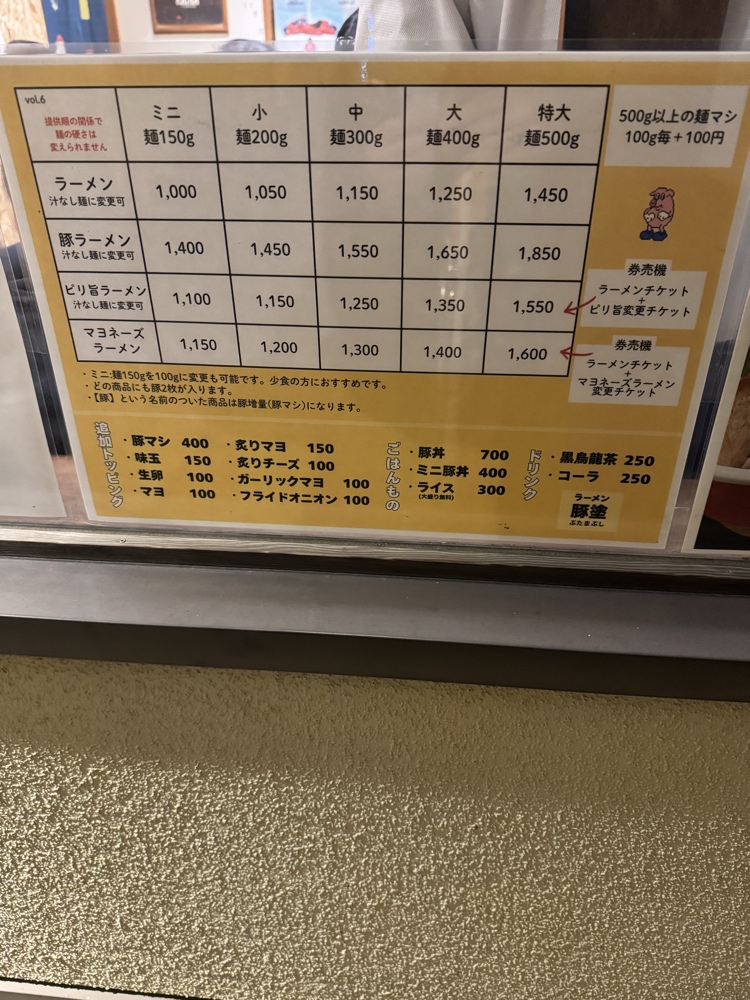 vol.6
提供順の関係で
麺の硬さは
変えられません
ミニ
麺150g
小
麺200g
中
麺300g
大
麺400g
特大
麺500g
500g以上の麺マシ
100g毎+100円
ラーメン
汁なし麺に変更可
1,000
1,050
1,150
1,250
1,450
豚ラーメン
汁なし麺に変更可
1,400
1,450
1,550
1,650
1,850
ピリ旨ラーメン
汁なし麺に変更可
1,100
1,150
1,250
1,350
1,550
券売機
ラーメンチケット
+
ピリ旨変更チケット
マヨネーズ
ラーメン
1,150
1,200
1,300
1,400
1,600
券売機
ラーメンチケット
+
マヨネーズラーメン
変更チケット
・ミニ:麺150gを100gに変更も可能です。少食の方におすすめです。
・どの商品にも豚2枚が入ります。
・【豚】という名前のついた商品は豚増量(豚マシ)になります。
追加トッピング
・豚マシ 400
・味玉 150
・生卵 100
・マヨ 100
・炙りマヨ 150
・炙りチーズ 100
・ガーリックマヨ 100
・フライドオニオン 100
ごはんもの
・豚丼 700
・ミニ豚丼 400
・ライス 300
(大盛り無料)
ドリンク
・黒烏龍茶 250
・コーラ 250
ラーメン
豚塗
ぶたまぶし